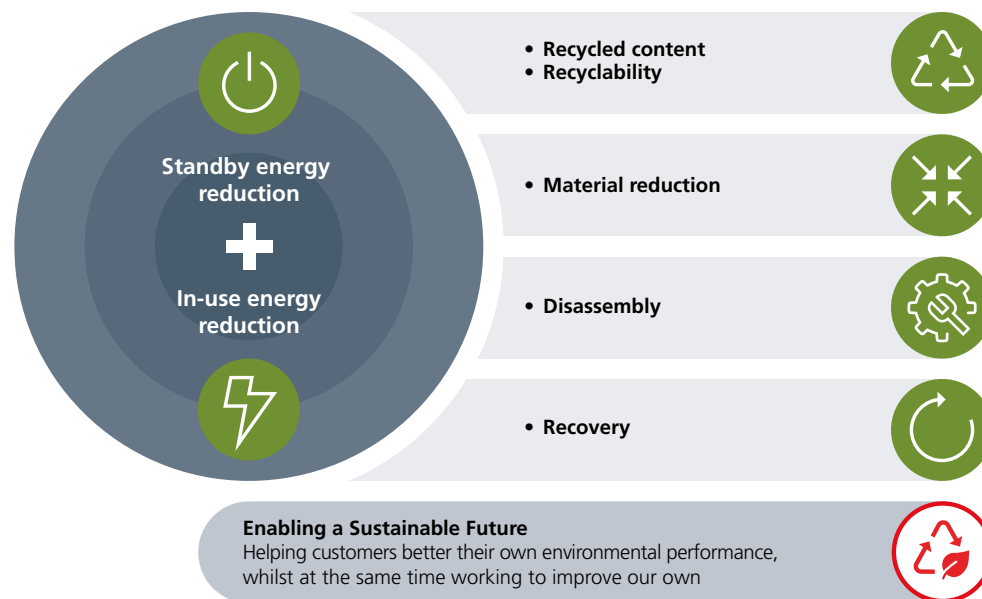 Standby energy
reduction
In-use energy
reduction
• Recycled content
• Recyclability
• Material reduction
• Disassembly
• Recovery
Enabling a Sustainable Future
Helping customers better their own environmental performance,
whilst at the same time working to improve our own